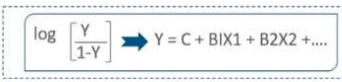 log [Y / 1-Y] ➡ Y = C + BIX1 + B2X2 +....